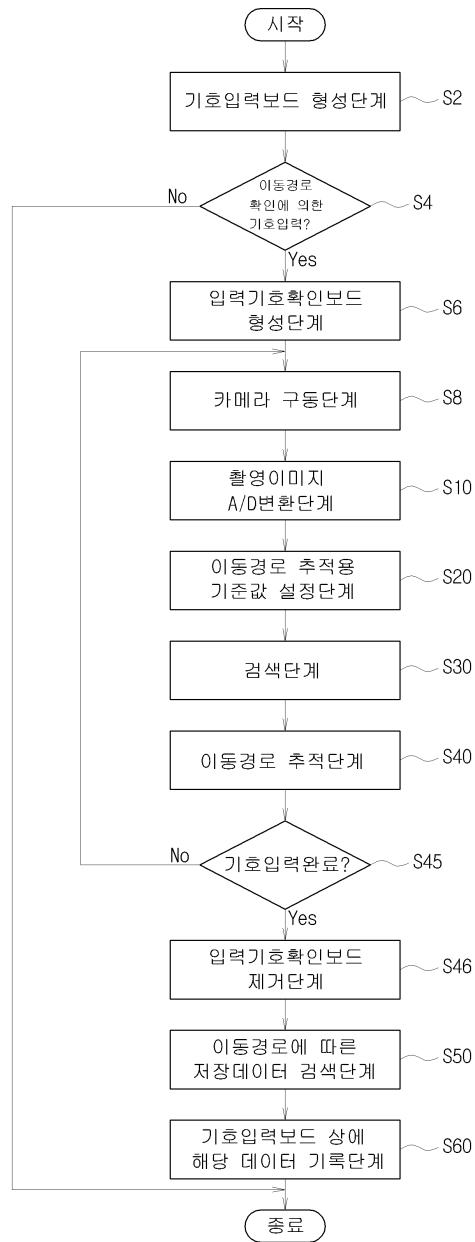 시작
기호입력보드 형성단계
S2
이동경로
확인에 의한
기호입력?
S4
No
Yes
입력기호확인보드
형성단계
S6
카메라 구동단계
S8
촬영이미지
A/D변환단계
S10
이동경로 추적용
기준값 설정단계
S20
검색단계
S30
이동경로 추적단계
S40
기호입력완료?
S45
No
Yes
입력기호확인보드
제거단계
S46
이동경로에 따른
저장데이터 검색단계
S50
기호입력보드 상에
해당 데이터 기록단계
S60
종료